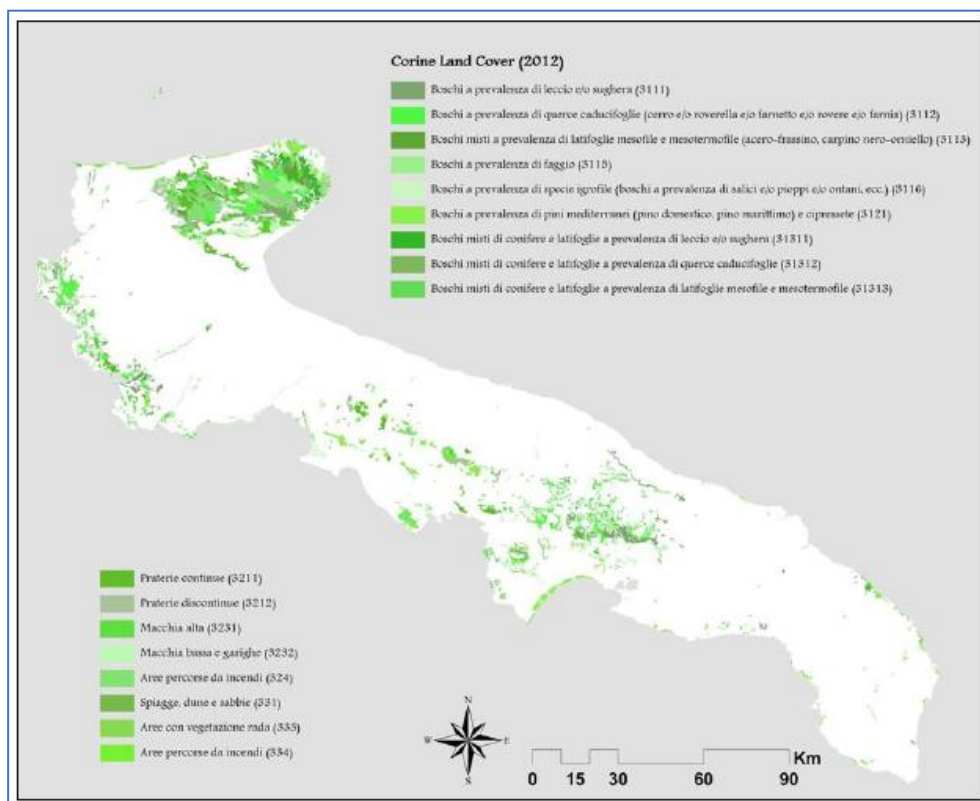 Corine Land Cover (2012)
Boschi a prevalenza di leccio e/o sughera (3111)
Boschi a prevalenza di querce caducifoglie (cerro e/o roverella e/o farnetto e/o rovere e/o farnia) (3112)
Boschi misti a prevalenza di latifoglie mesofile e mesotermofile (acero-frassino, carpino nero-orniello) (3113)
Boschi a prevalenza di faggio (3115)
Boschi a prevalenza di specie igrofile (boschi a prevalenza di salici e/o pioppi e/o ontani, ecc.) (3116)
Boschi a prevalenza di pini mediterranei (pino domestico, pino marittimo) e cipressete (3121)
Boschi misti di conifere e latifoglie a prevalenza di leccio e/o sughera (31311)
Boschi misti di conifere e latifoglie a prevalenza di querce caducifoglie (31312)
Boschi misti di conifere e latifoglie a prevalenza di latifoglie mesofile e mesotermofile (31313)
Praterie continue (3211)
Praterie discontinue (3212)
Macchia alta (3231)
Macchia bassa e garighe (3232)
Aree percorse da incendi (324)
Spiagge, dune e sabbie (331)
Aree con vegetazione rada (333)
Aree percorse da incendi (334)
N
W E
S
Km
0 15 30 60 90